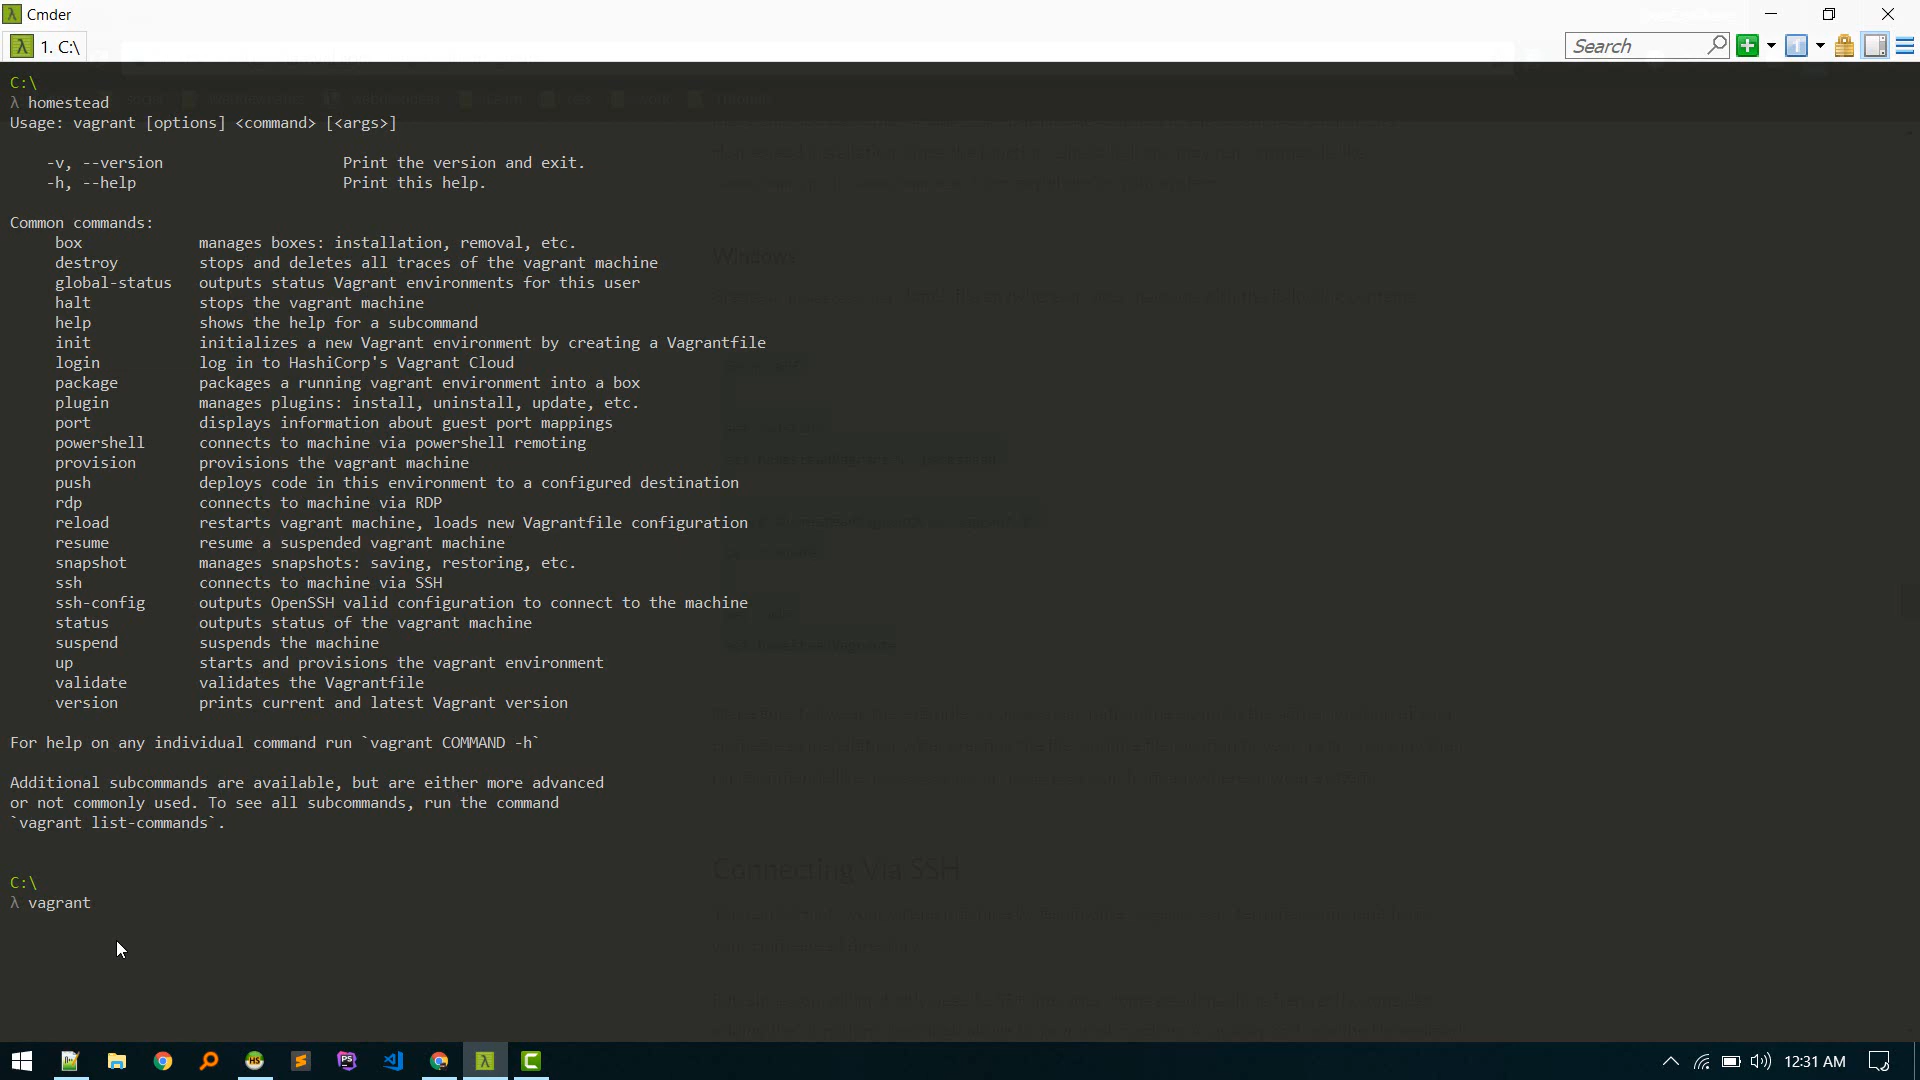 Cmder
1. C:\
Search
C:\
λ homestead
Usage: vagrant [options] <command> [<args>]
-v, --version Print the version and exit.
-h, --help Print this help.
Common commands:
box manages boxes: installation, removal, etc.
destroy stops and deletes all traces of the vagrant machine
global-status outputs status Vagrant environments for this user
halt stops the vagrant machine
help shows the help for a subcommand
init initializes a new Vagrant environment by creating a Vagrantfile
login log in to HashiCorp's Vagrant Cloud
package packages a running vagrant environment into a box
plugin manages plugins: install, uninstall, update, etc.
port displays information about guest port mappings
powershell connects to machine via powershell remoting
provision provisions the vagrant machine
push deploys code in this environment to a configured destination
rdp connects to machine via RDP
reload restarts vagrant machine, loads new Vagrantfile configuration
resume resume a suspended vagrant machine
snapshot manages snapshots: saving, restoring, etc.
ssh connects to machine via SSH
ssh-config outputs OpenSSH valid configuration to connect to the machine
status outputs status of the vagrant machine
suspend suspends the machine
up starts and provisions the vagrant environment
validate validates the Vagrantfile
version prints current and latest Vagrant version
For help on any individual command run `vagrant COMMAND -h`
Additional subcommands are available, but are either more advanced
or not commonly used. To see all subcommands, run the command
`vagrant list-commands`.
C:\
λ vagrant
Windows
Connecting Via SSH
12:31 AM